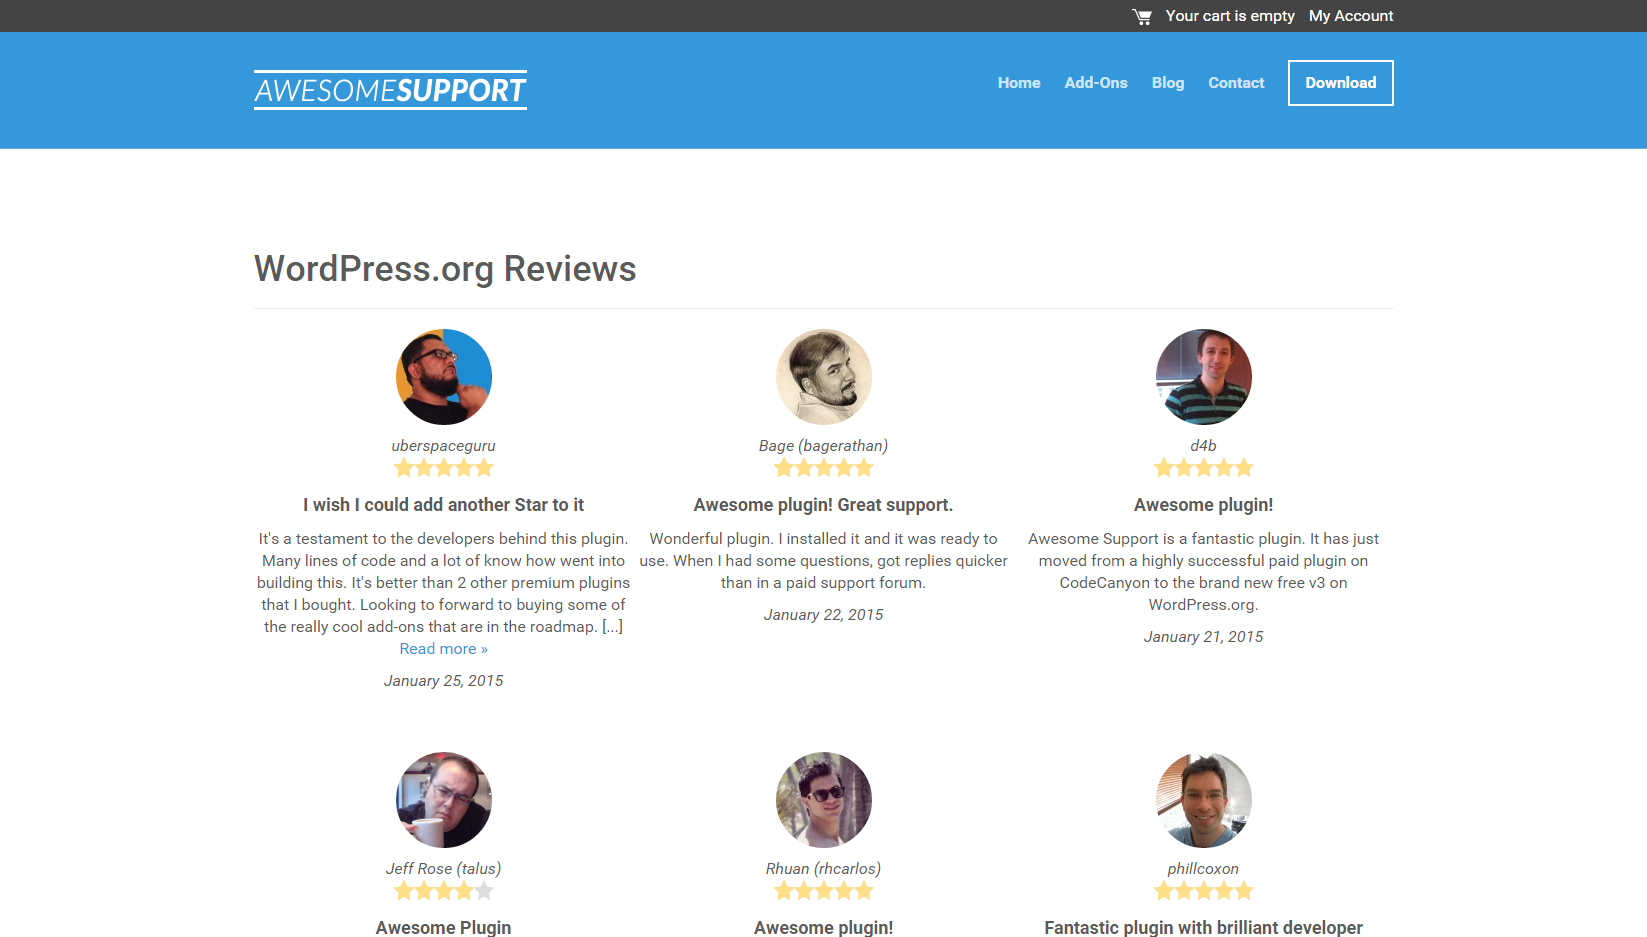 Your cart is empty My Account
AWESOMESUPPORT
Home Add-Ons Blog Contact Download
WordPress.org Reviews
uberspaceguru
I wish I could add another Star to it
It's a testament to the developers behind this plugin.
Many lines of code and a lot of know how went into
building this. It's better than 2 other premium plugins
that I bought. Looking to forward to buying some of
the really cool add-ons that are in the roadmap. [...]
Read more »
January 25, 2015
Bage (bagerathan)
Awesome plugin! Great support.
Wonderful plugin. I installed it and it was ready to
use. When I had some questions, got replies quicker
than in a paid support forum.
January 22, 2015
d4b
Awesome plugin!
Awesome Support is a fantastic plugin. It has just
moved from a highly successful paid plugin on
CodeCanyon to the brand new free v3 on
WordPress.org.
January 21, 2015
Jeff Rose (talus)
Awesome Plugin
Rhuan (rhcarlos)
Awesome plugin!
phillcoxon
Fantastic plugin with brilliant developer